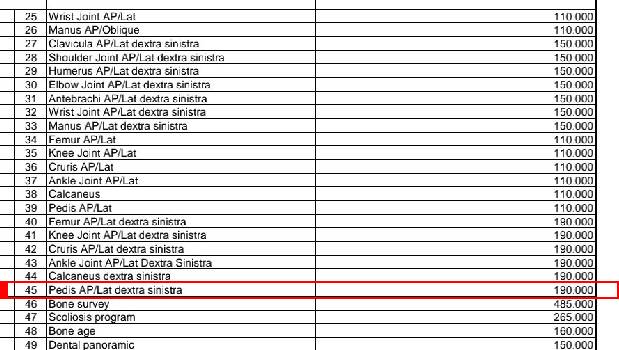 25 Wrist Joint AP/Lat 110.000
26 Manus AP/Oblique 110.000
27 Clavicula AP/Lat dextra sinistra 150.000
28 Shoulder Joint AP/Lat dextra sinistra 150.000
29 Humerus AP/Lat dextra sinistra 150.000
30 Elbow Joint AP/Lat dextra sinistra 150.000
31 Antebrachi AP/Lat dextra sinistra 150.000
32 Wrist Joint AP/Lat dextra sinistra 150.000
33 Manus AP/Lat dextra sinistra 150.000
34 Femur AP/Lat 110.000
35 Knee Joint AP/Lat 110.000
36 Cruris AP/Lat 110.000
37 Ankle Joint AP/Lat 110.000
38 Calcaneus 110.000
39 Pedis AP/Lat 110.000
40 Femur AP/Lat dextra sinistra 190.000
41 Knee Joint AP/Lat dextra sinistra 190.000
42 Cruris AP/Lat dextra sinistra 190.000
43 Ankle Joint AP/Lat Dextra Sinistra 190.000
44 Calcaneus dextra sinistra 190.000
45 Pedis AP/Lat dextra sinistra 190.000
46 Bone survey 485.000
47 Scoliosis program 265.000
48 Bone age 160.000
49 Dental panoramic 150.000